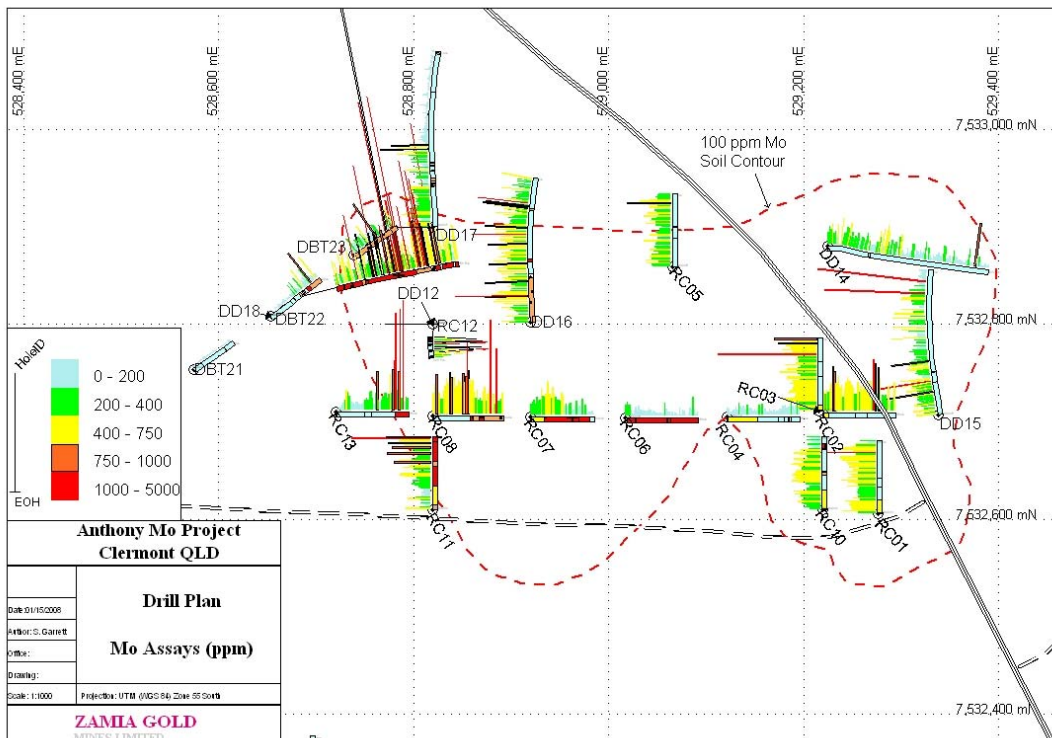 528,400 mE
528,600 mE
528,800 mE
529,000 mE
529,200 mE
529,400 mE
7,533,000 mN
100 ppm Mo
Soil Contour
DBT23
DD17
DD14
RC05
DD18
DBT22
DD12
RC12
DD16
7,532,800 mN
DBT21
HoleID
0 - 200
200 - 400
400 - 750
750 - 1000
1000 - 5000
EOH
RC13
RC08
RC07
RC06
RC04
RC03
RC02
DD15
RC11
RC10
RC01
7,532,600 mN
Anthony Mo Project
Clermont QLD
Drill Plan
Mo Assays (ppm)
Date:01/15/2008
Author: S. Garrett
Office:
Drawing:
Scale: 1:1000
Projection: UTM (WGS 84) Zone 55 South
7,532,400 m
ZAMIA GOLD
MINES LIMITED